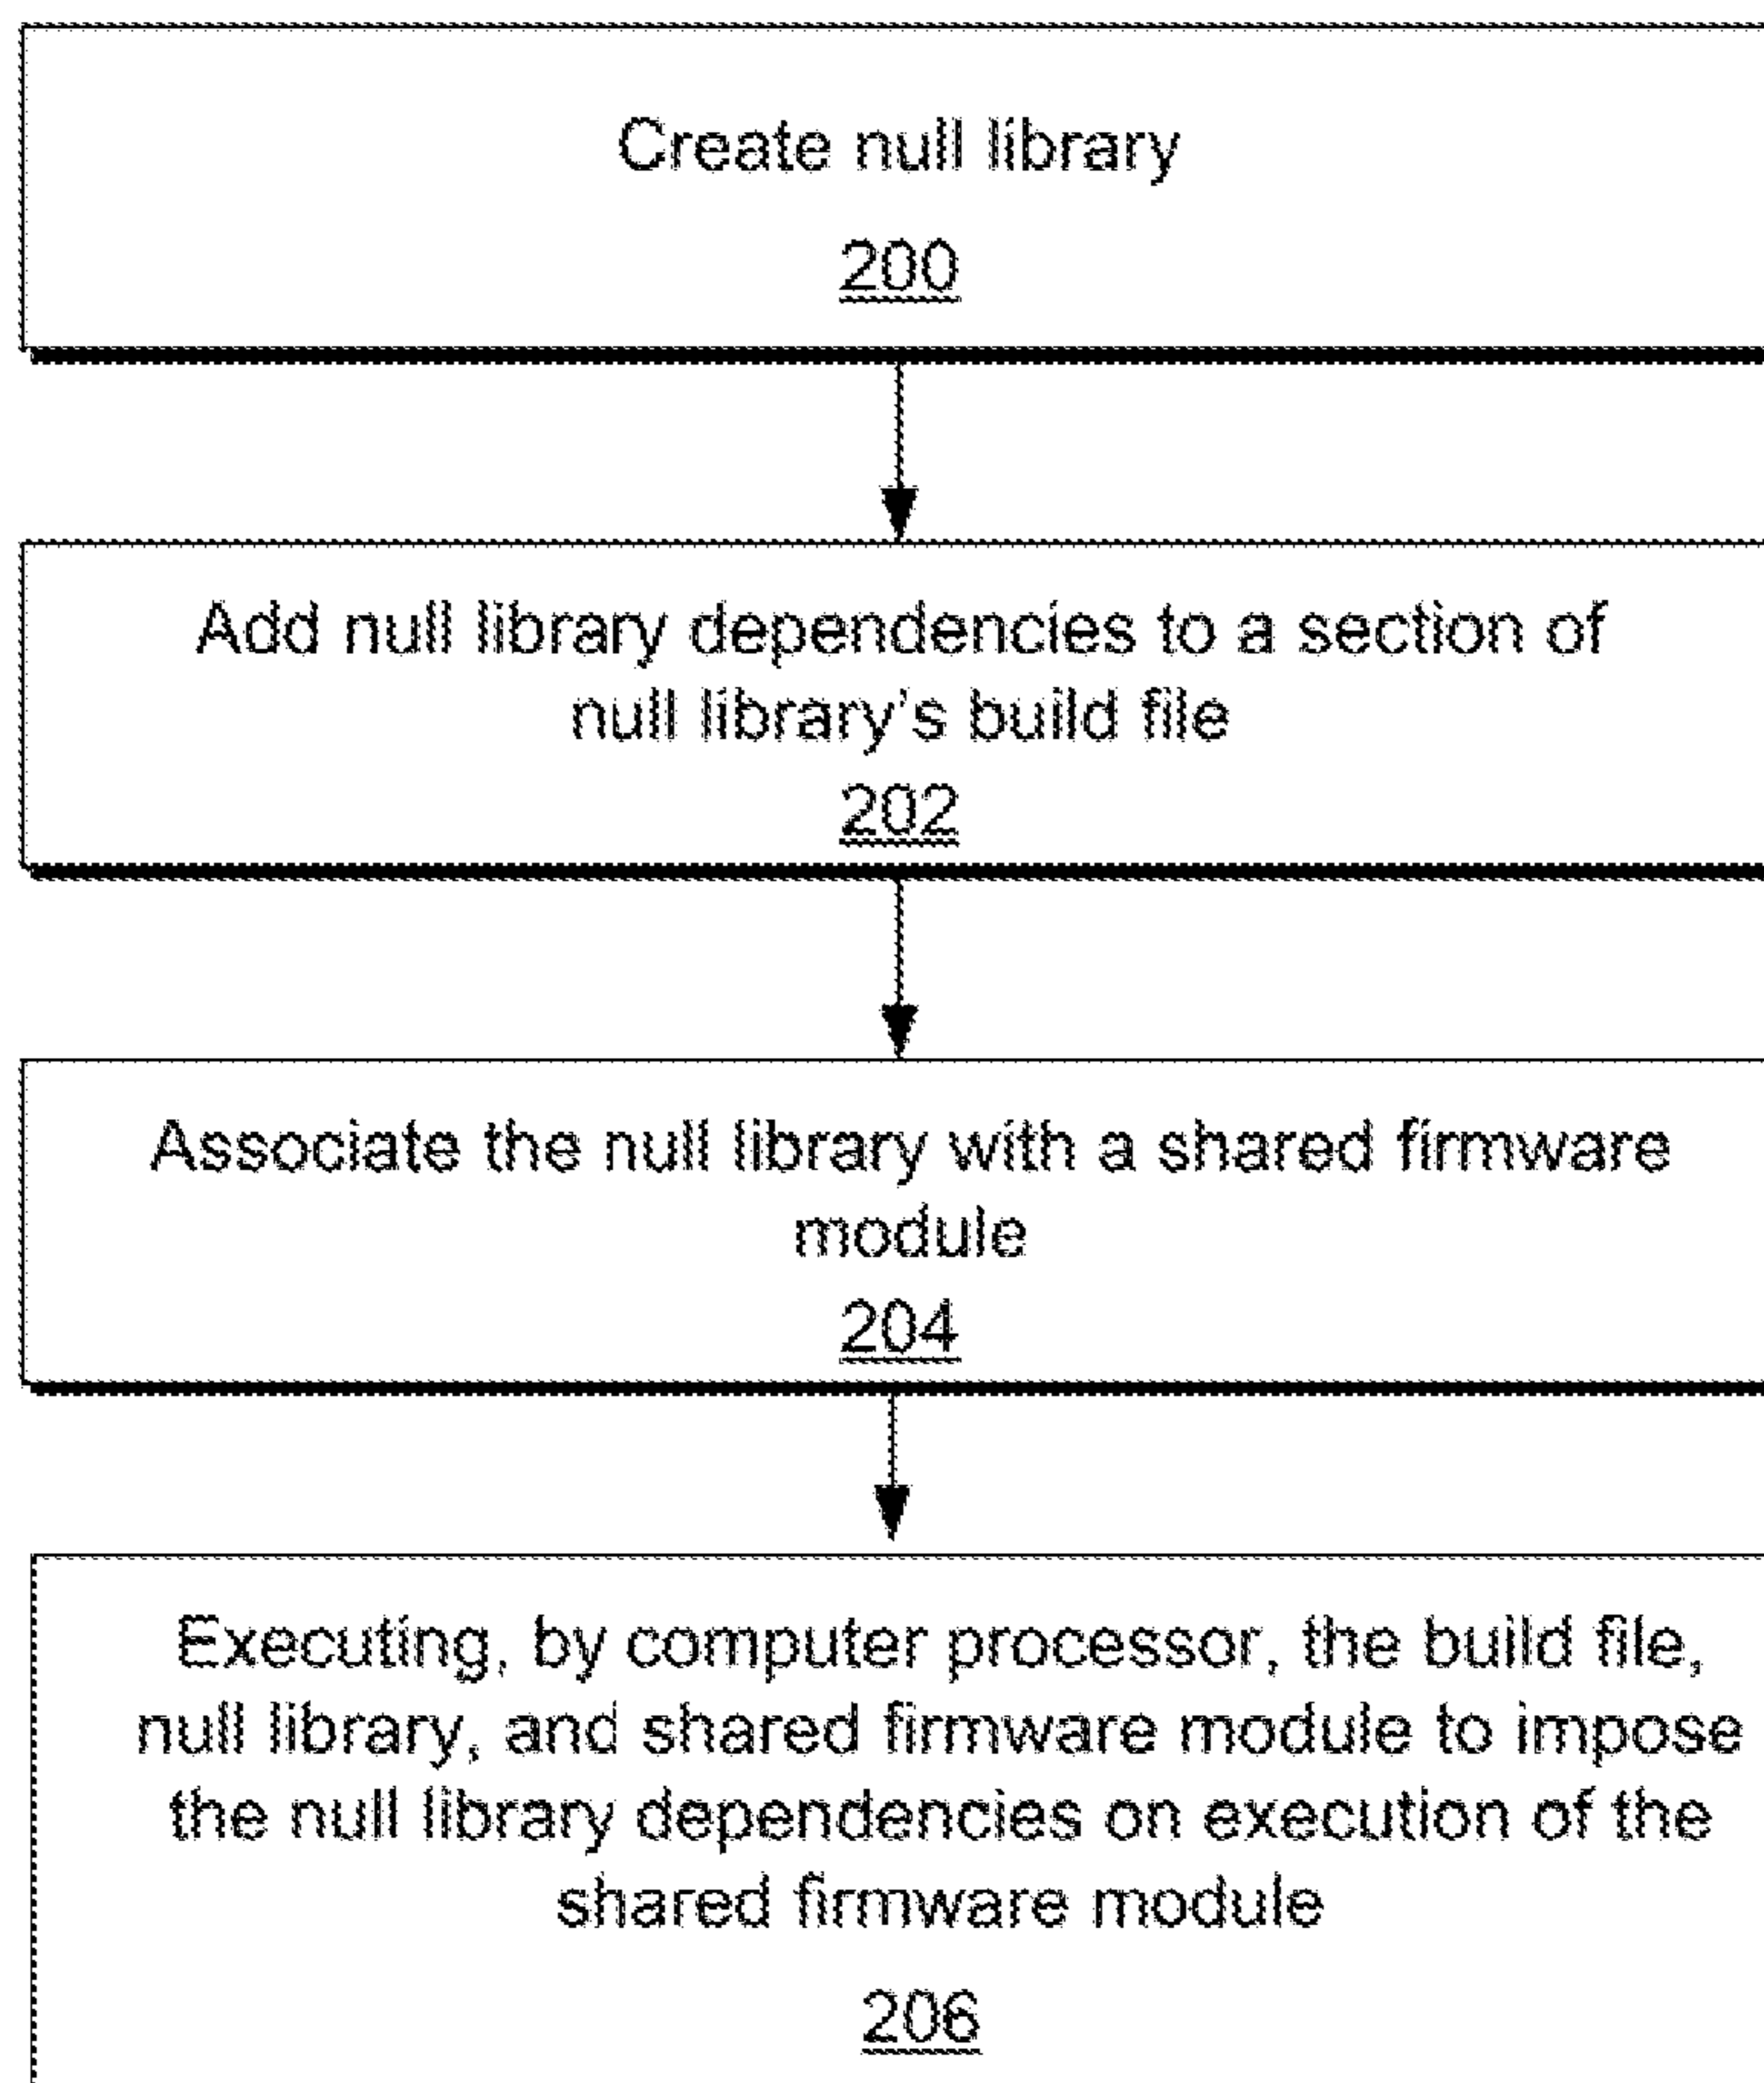 Create null library
200
Add null library dependencies to a section of
null library's build file
202
Associate the null library with a shared firmware
module
204
Executing, by computer processor, the build file,
null library, and shared firmware module to impose
the null library dependencies on execution of the
shared firmware module
206